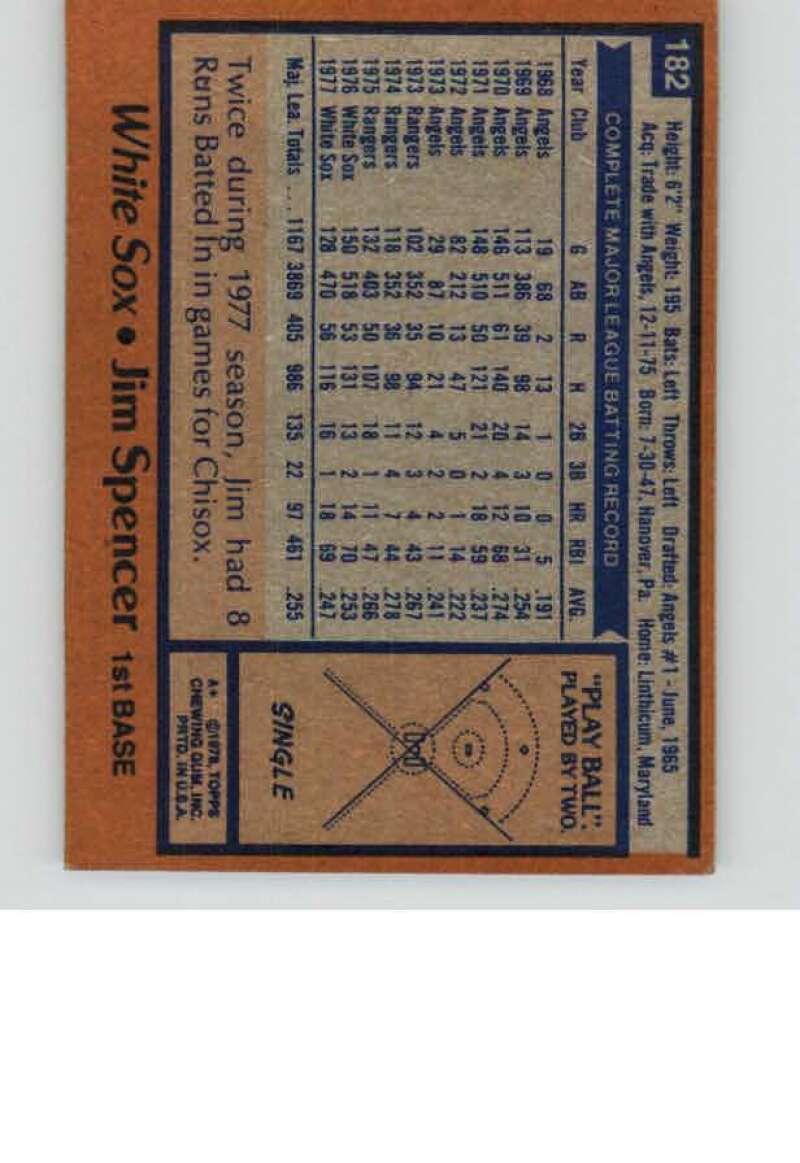 182
Height: 6'2" Weight: 195 Bats: Left Throws: Left Drafted: Angels #1 - June, 1965
Acq: Trade with Angels, 12-11-75 Born: 7-30-47, Hanover, Pa. Home: Linthicum, Maryland
COMPLETE MAJOR LEAGUE BATTING RECORD
Year Club G AB R H 2B 3B HR RBI AVG.
1968 Angels 19 68 2 13 1 0 0 5 .191
1969 Angels 113 386 39 98 14 3 10 31 .254
1970 Angels 146 511 61 140 20 4 12 68 .274
1971 Angels 148 510 50 121 21 2 18 59 .237
1972 Angels 82 212 13 47 5 0 1 14 .222
1973 Angels 29 87 10 21 4 2 2 11 .241
1973 Rangers 102 352 35 94 12 3 4 43 .267
1974 Rangers 118 352 36 98 11 4 7 44 .278
1975 Rangers 132 403 50 107 18 1 11 47 .266
1976 White Sox 150 518 53 131 13 2 14 70 .253
1977 White Sox 128 470 56 116 16 1 18 69 .247
Maj. Lea. Totals ... 1167 3869 405 986 135 22 97 461 .255
Twice during 1977 season, Jim had 8
Runs Batted In in games for Chisox.
"PLAY BALL":
PLAYED BY TWO.
SINGLE
A* ©1978, TOPPS
CHEWING GUM, INC.
PRTD. IN U.S.A.
White Sox • Jim Spencer 1st BASE